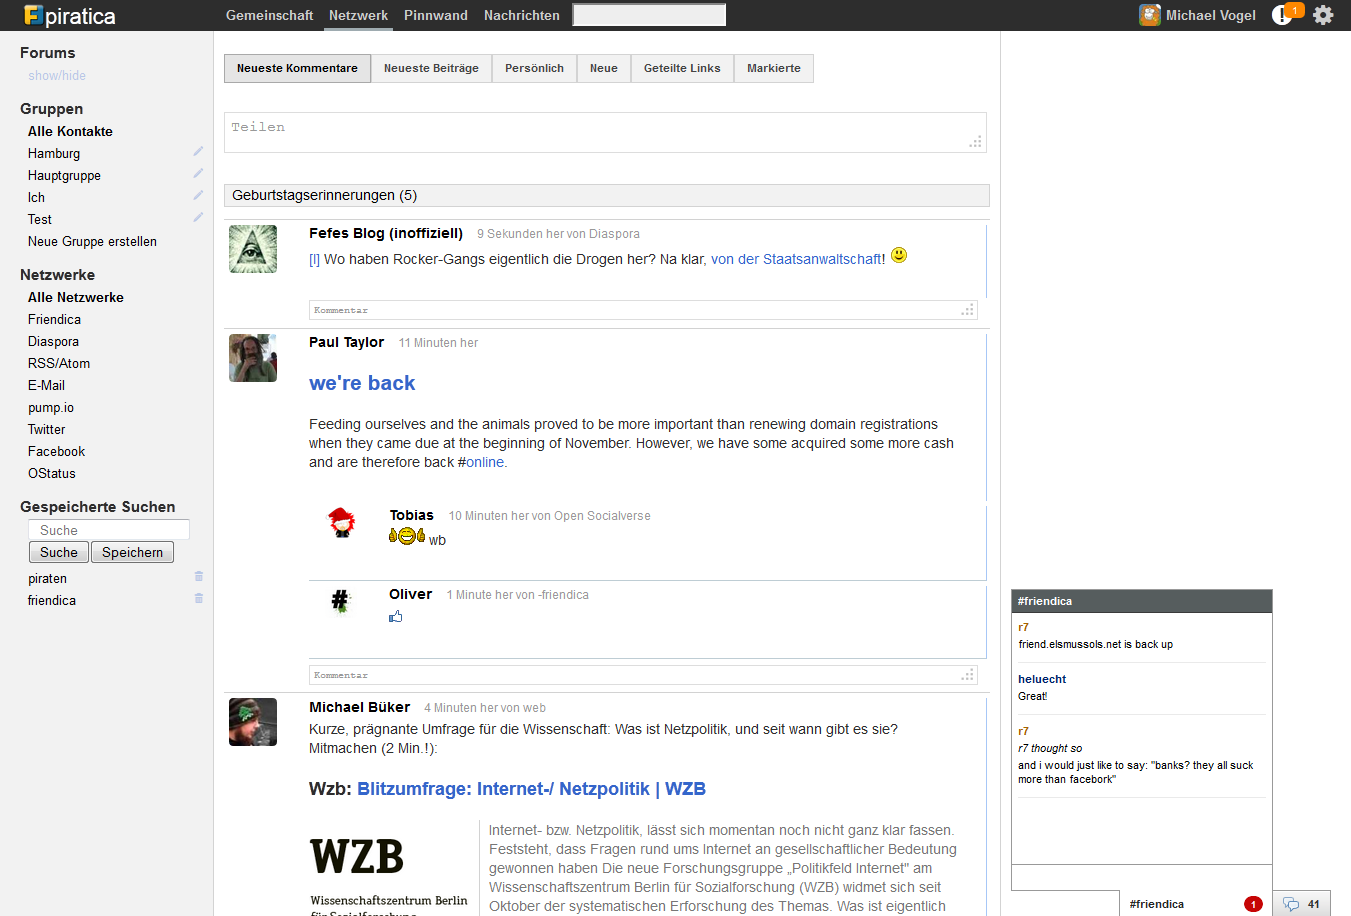 piratica
Gemeinschaft Netzwerk Pinnwand Nachrichten
Michael Vogel
1
Forums
show/hide
Gruppen
Alle Kontakte
Hamburg
Hauptgruppe
Ich
Test
Neue Gruppe erstellen
Netzwerke
Alle Netzwerke
Friendica
Diaspora
RSS/Atom
E-Mail
pump.io
Twitter
Facebook
OStatus
Gespeicherte Suchen
Suche
Suche Speichern
piraten
friendica
Neueste Kommentare Neueste Beiträge Persönlich Neue Geteilte Links Markierte
Teilen
Geburtstagserinnerungen (5)
Fefes Blog (inoffiziell) 9 Sekunden her von Diaspora
[l] Wo haben Rocker-Gangs eigentlich die Drogen her? Na klar, von der Staatsanwaltschaft!
Kommentar
Paul Taylor 11 Minuten her
we're back
Feeding ourselves and the animals proved to be more important than renewing domain registrations
when they came due at the beginning of November. However, we have some acquired some more cash
and are therefore back #online.
Tobias 10 Minuten her von Open Socialverse
wb
#
Oliver 1 Minute her von -friendica
Kommentar
Michael Büker 4 Minuten her von web
Kurze, prägnante Umfrage für die Wissenschaft: Was ist Netzpolitik, und seit wann gibt es sie?
Mitmachen (2 Min.!):
Wzb: Blitzumfrage: Internet-/ Netzpolitik | WZB
WZB
Wissenschaftszentrum Berlin
für Sozialforschung
Internet- bzw. Netzpolitik, lässt sich momentan noch nicht ganz klar fassen.
Feststeht, dass Fragen rund ums Internet an gesellschaftlicher Bedeutung
gewonnen haben Die neue Forschungsgruppe „Politikfeld Internet" am
Wissenschaftszentrum Berlin für Sozialforschung (WZB) widmet sich seit
Oktober der systematischen Erforschung des Themas. Was ist eigentlich
#friendica
r7
friend.elsmussols.net is back up
heluecht
Great!
r7
r7 thought so
and i would just like to say: "banks? they all suck
more than facebork"
#friendica 1
41